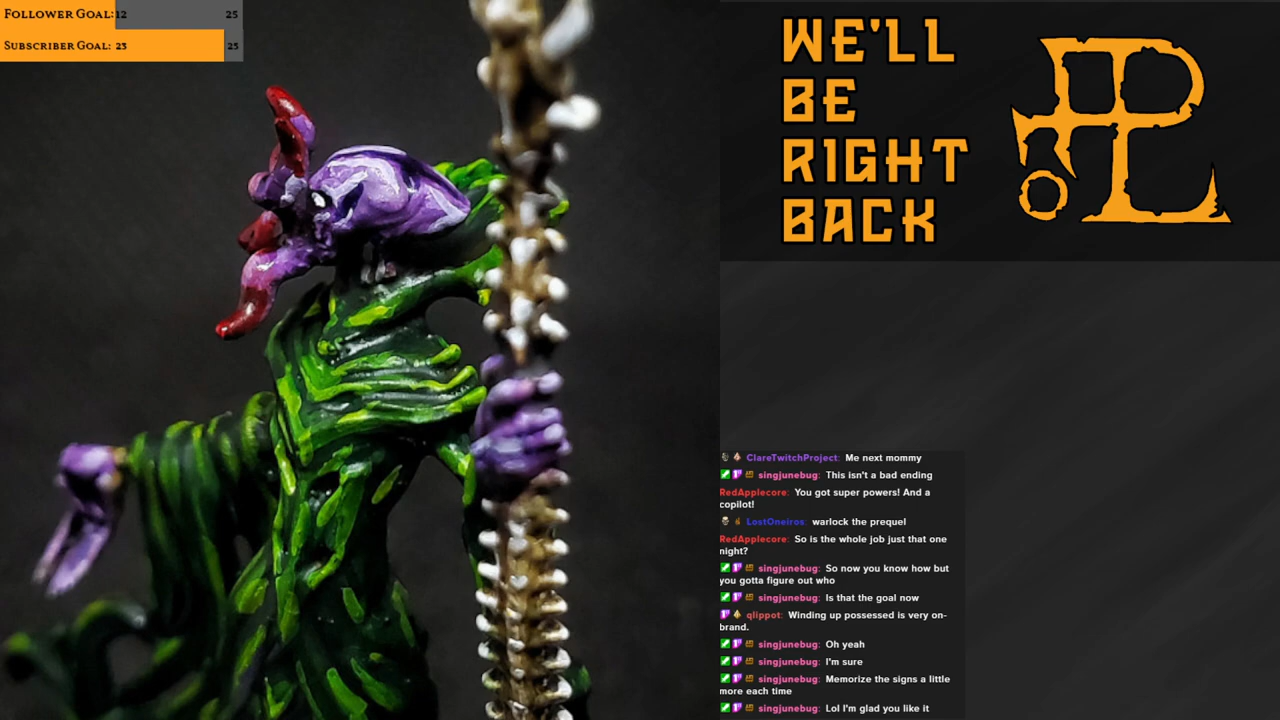 Follower Goal: 12 25
Subscriber Goal: 23 25
WE'LL
BE
RIGHT
BACK
ClareTwitchProject: Me next mommy
singjunebug: This isn't a bad ending
RedApplecore: You got super powers! And a
copilot!
LostOneiros: warlock the prequel
RedApplecore: So is the whole job just that one
night?
singjunebug: So now you know how but
you gotta figure out who
singjunebug: Is that the goal now
qlippot: Winding up possessed is very on-
brand.
singjunebug: Oh yeah
singjunebug: I'm sure
singjunebug: Memorize the signs a little
more each time
singjunebug: Lol I'm glad you like it